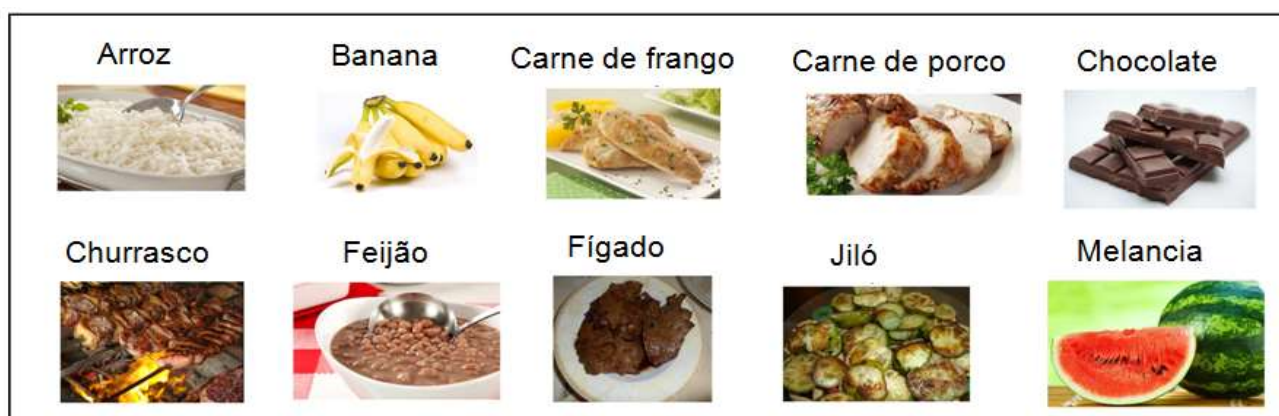 Arroz
Banana
Carne de frango
Carne de porco
Chocolate
Churrasco
Feijão
Fígado
Jiló
Melancia